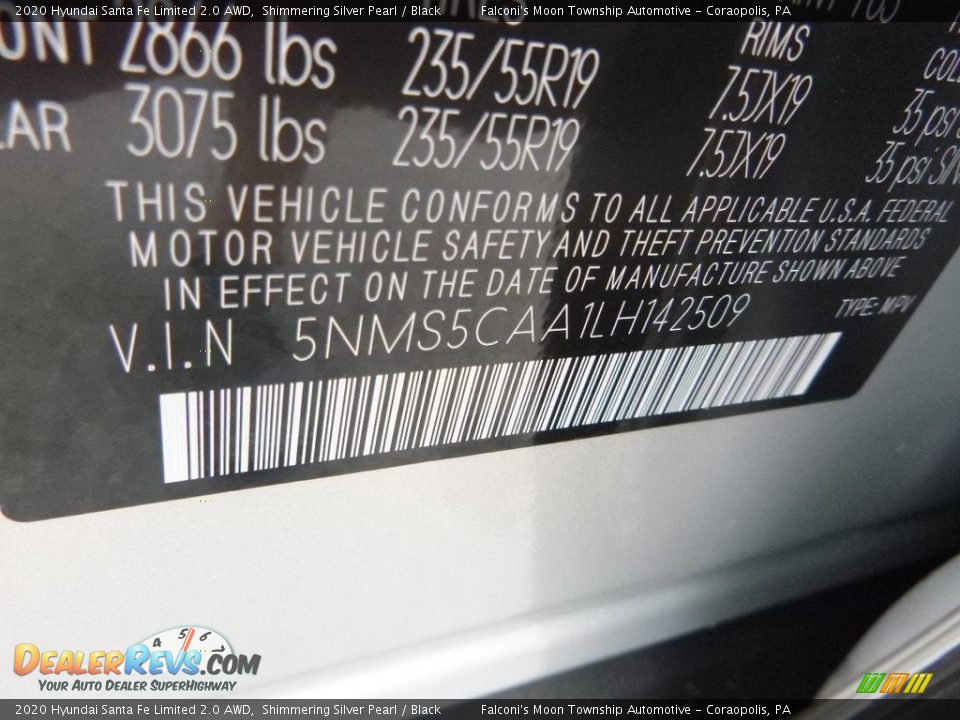 2020 Hyundai Santa Fe Limited 2.0 AWD, Shimmering Silver Pearl / Black Falconi's Moon Township Automotive - Coraopolis, PA
RIMS
2866 lbs 235/55R19 7.5JX19 35 psi
3075 lbs 235/55R19 7.5JX19 35 psi
THIS VEHICLE CONFORMS TO ALL APPLICABLE U.S.A. FEDERAL
MOTOR VEHICLE SAFETY AND THEFT PREVENTION STANDARDS
IN EFFECT ON THE DATE OF MANUFACTURE SHOWN ABOVE
V.I.N 5NMS5CAA1LH142509 TYPE: MPV
4 5 6
DEALERREVS.COM
YOUR AUTO DEALER SUPERHIGHWAY
2020 Hyundai Santa Fe Limited 2.0 AWD, Shimmering Silver Pearl / Black Falconi's Moon Township Automotive - Coraopolis, PA